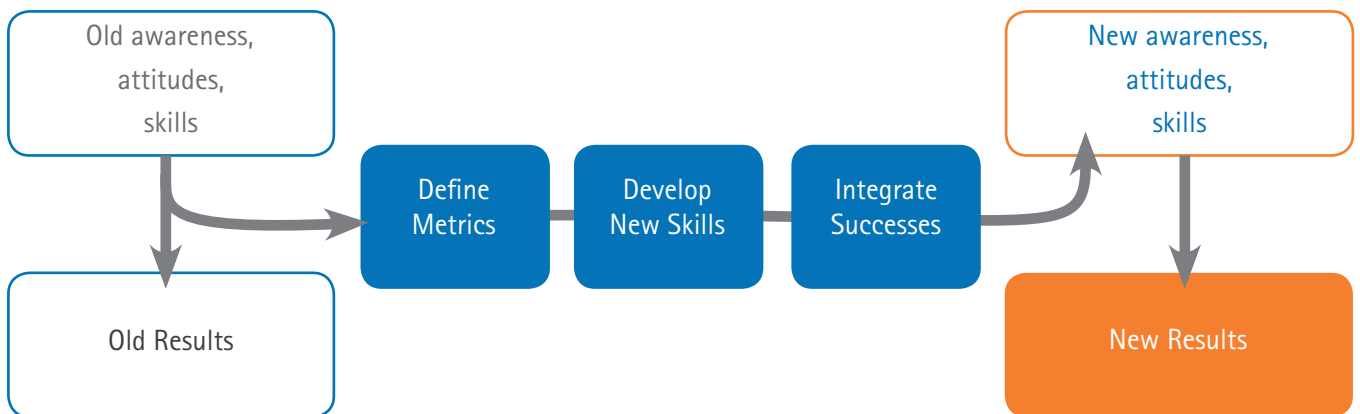 Old awareness,
attitudes,
skills
Old Results
Define
Metrics
Develop
New Skills
Integrate
Successes
New awareness,
attitudes,
skills
New Results